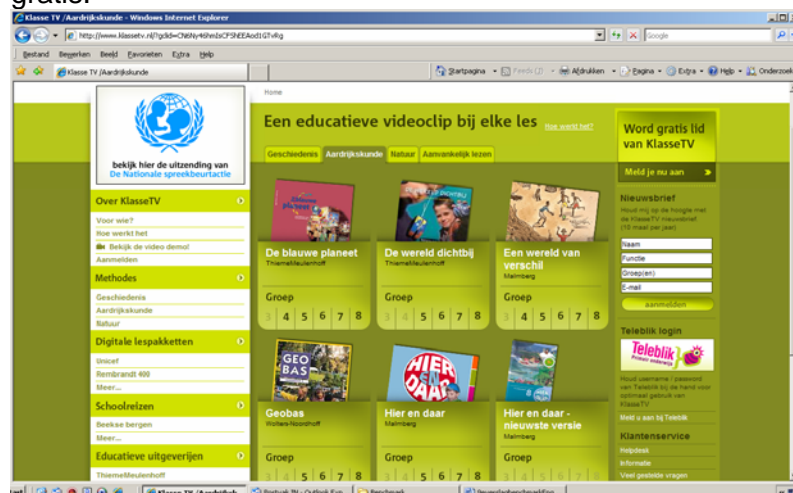 gratis.
Klasse TV /Aardrijkskunde - Windows Internet Explorer
Google
Bestand Bewerken Beeld Favorieten Extra Help
Klasse TV /Aardrijkskunde
Startpagina Feeds (2) Afdrukken Pagina Extra Help Onderzoek
Home
bekijk hier de uitzending van
De Nationale spreekbeurtactie
Over KlasseTV
Voor wie?
Hoe werkt het
Bekijk de video demo!
Aanmelden
Methodes
Geschiedenis
Aardrijkskunde
Natuur
Digitale lespakketten
Unicef
Rembrandt 400
Meer...
Schoolreizen
Beekse bergen
Meer...
Educatieve uitgeverijen
ThiemeMeulenhoff
Een educatieve videoclip bij elke les Hoe werkt het?
Geschiedenis Aardrijkskunde Natuur Aanvankelijk lezen
De blauwe planeet
ThiemeMeulenhoff
Groep
3 4 5 6 7 8
De wereld dichtbij
ThiemeMeulenhoff
Groep
3 4 5 6 7 8
Een wereld van
verschil
Malmberg
Groep
3 4 5 6 7 8
GEO
BAS
Geobas
Wolters-Noordhoff
Groep
3 4 5 6 7 8
HIER
EN
DAAR
Hier en daar
Malmberg
Groep
3 4 5 6 7 8
Hier en daar -
nieuwste versie
Malmberg
Groep
3 4 5 6 7 8
Word gratis lid
van KlasseTV
Meld je nu aan
Nieuwsbrief
Houd mij op de hoogte met
de KlasseTV nieuwsbrief.
(10 maal per jaar)
Naam
Functie
Groep(en)
E-mail
aanmelden
Teleblik login
Teleblik
Primair onderwijs
Houd username / password
van Teleblik bij de hand voor
optimaal gebruik van
KlasseTV
Meld u aan bij Teleblik
Klantenservice
Helpdesk
Informatie
Veel gestelde vragen